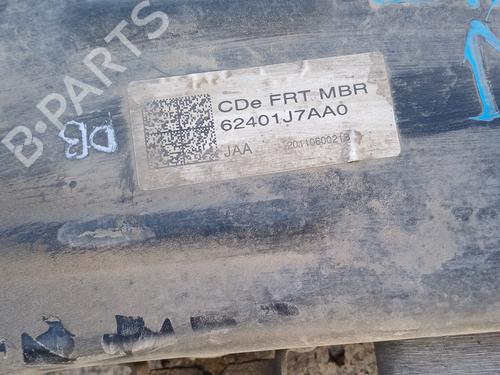 B-PARTS
CDe FRT MBR
62401J7AA0
JAA 20110600213
DB